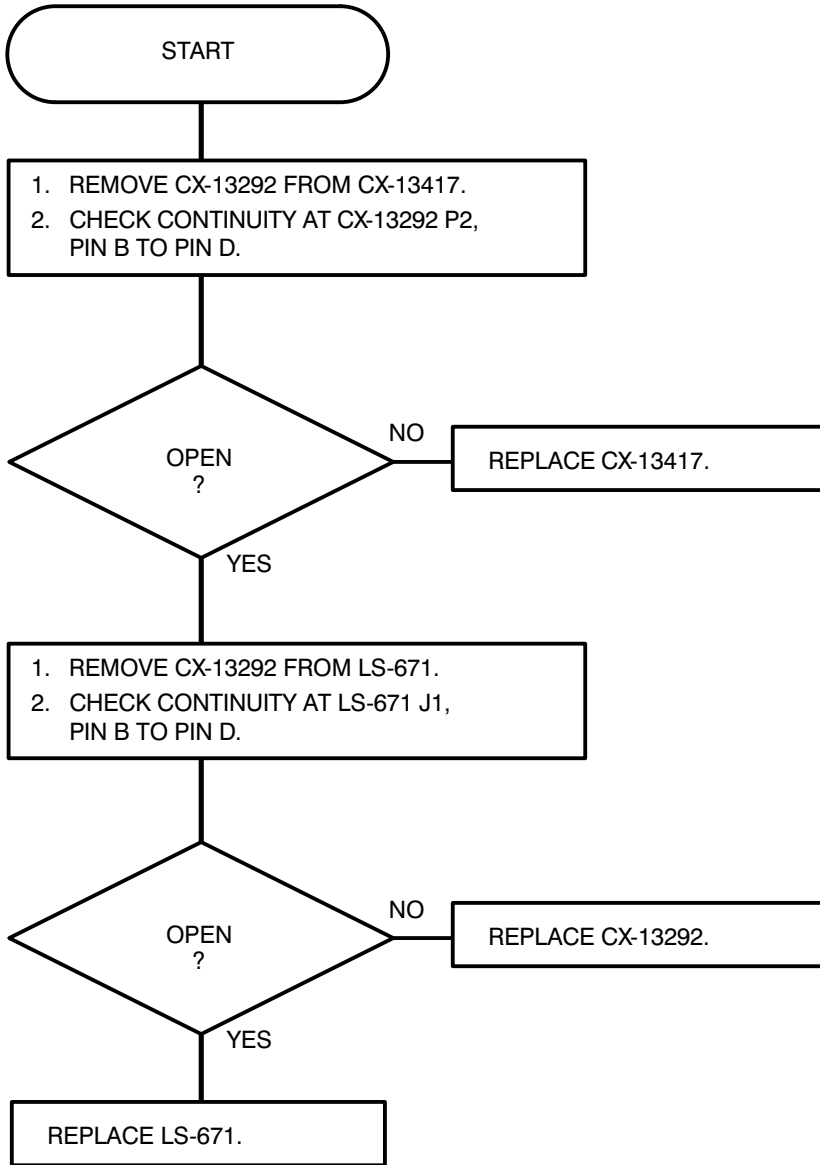 START
1. REMOVE CX-13292 FROM CX-13417.
2. CHECK CONTINUITY AT CX-13292 P2,
PIN B TO PIN D.
OPEN
?
NO
REPLACE CX-13417.
YES
1. REMOVE CX-13292 FROM LS-671.
2. CHECK CONTINUITY AT LS-671 J1,
PIN B TO PIN D.
OPEN
?
NO
REPLACE CX-13292.
YES
REPLACE LS-671.